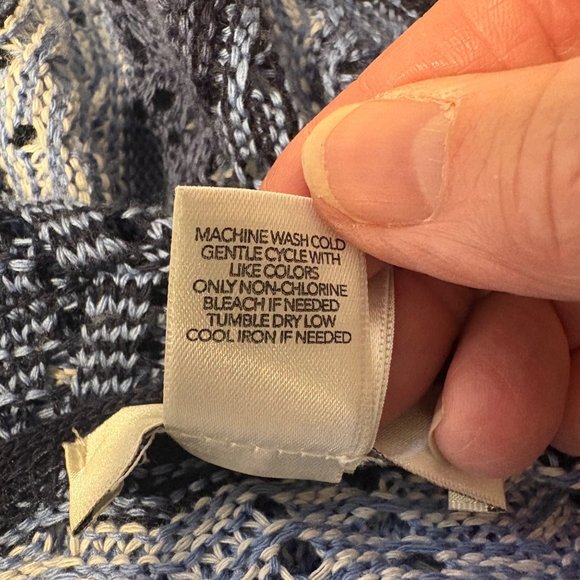 MACHINE WASH COLD
GENTLE CYCLE WITH
LIKE COLORS
ONLY NON-CHLORINE
BLEACH IF NEEDED
TUMBLE DRY LOW
COOL IRON IF NEEDED